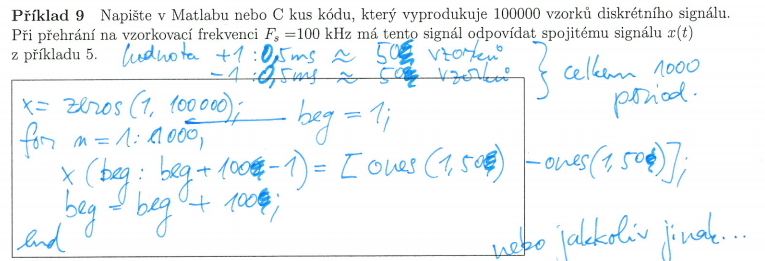 Příklad 9 Napište v Matlabu nebo C kus kódu, který vyprodukuje 100000 vzorků diskrétního signálu.
Při přehrání na vzorkovací frekvenci Fs =100 kHz má tento signál odpovídat spojitému signálu x(t)
z příkladu 5.
hodnota +1 : 0,5ms ≈ 50 vzorků
-1 : 0,5ms ≈ 50 vzorků
} celkem 1000
period.
x= zeros (1, 100000); beg = 1;
for n = 1: 1000,
x (beg : beg + 100 -1) = [ ones (1,50) -ones(1,50)];
beg = beg + 100;
end
nebo jakkoliv jinak...